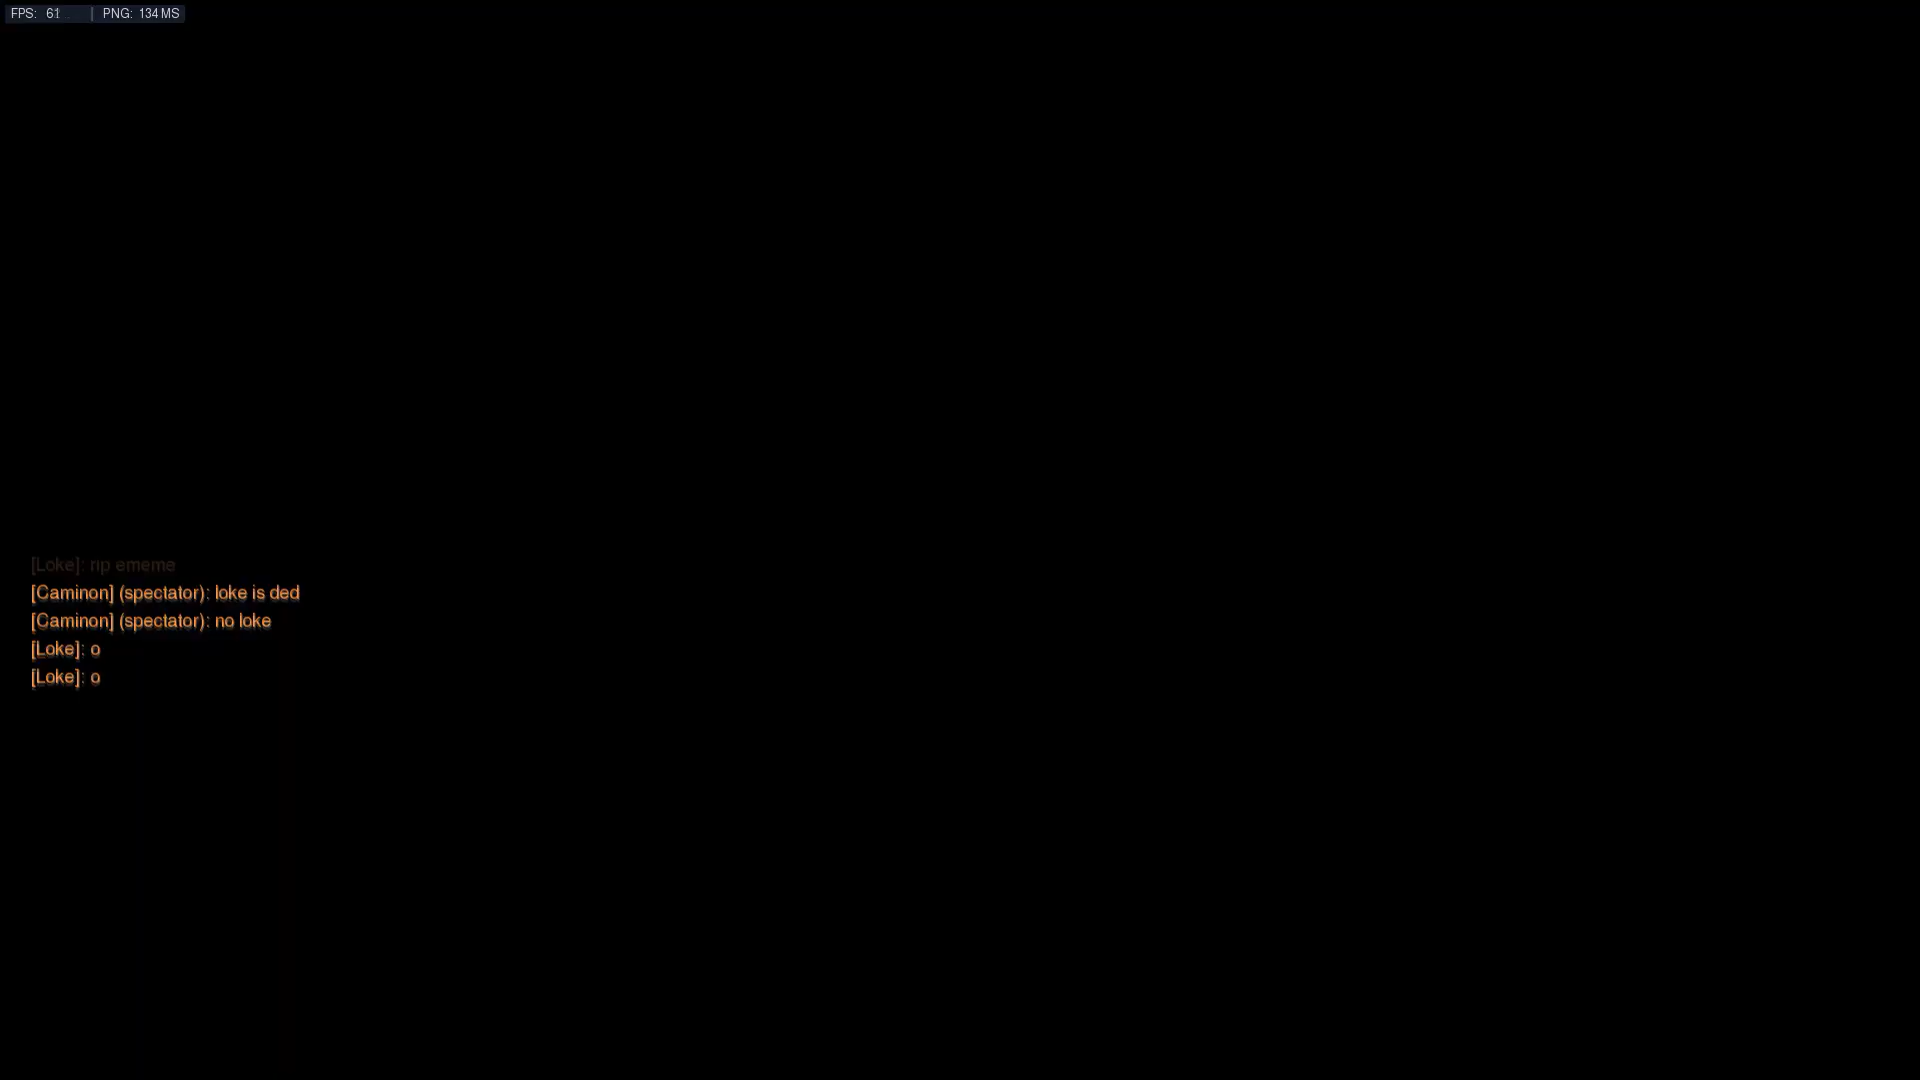 FPS: 61 | PNG: 134 MS
[Loke]: rip ememe
[Caminon] (spectator): loke is ded
[Caminon] (spectator): no loke
[Loke]: o
[Loke]: o